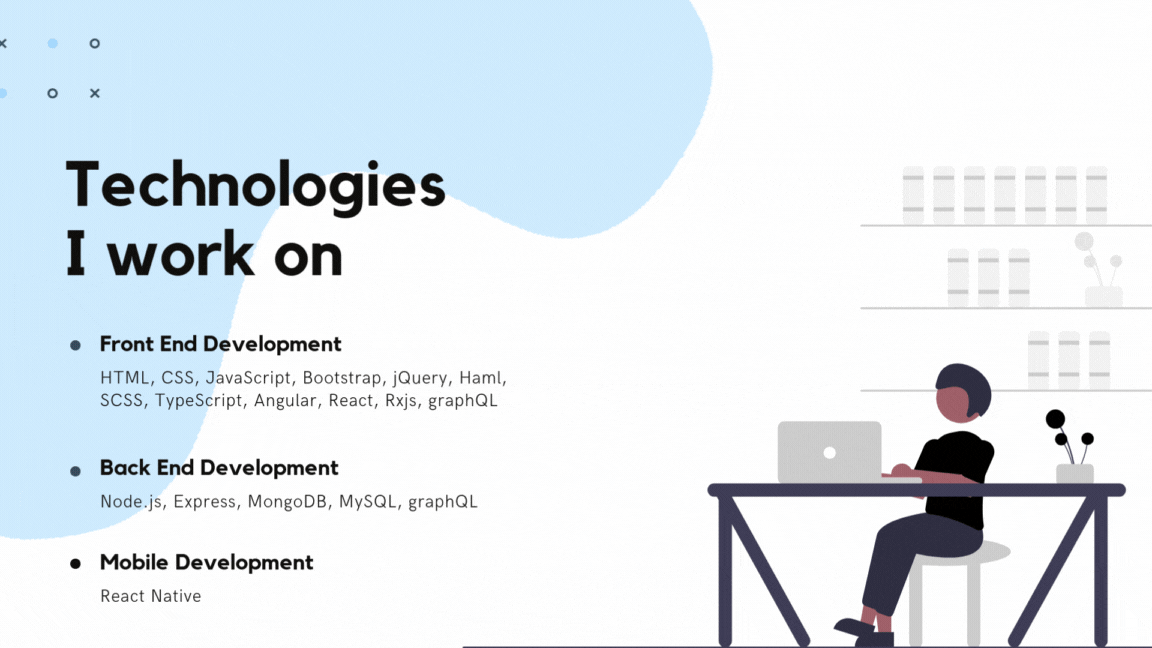 Technologies
I work on
Front End Development
HTML, CSS, JavaScript, Bootstrap, jQuery, Haml,
SCSS, TypeScript, Angular, React, Rxjs, graphQL
Back End Development
Node.js, Express, MongoDB, MySQL, graphQL
Mobile Development
React Native